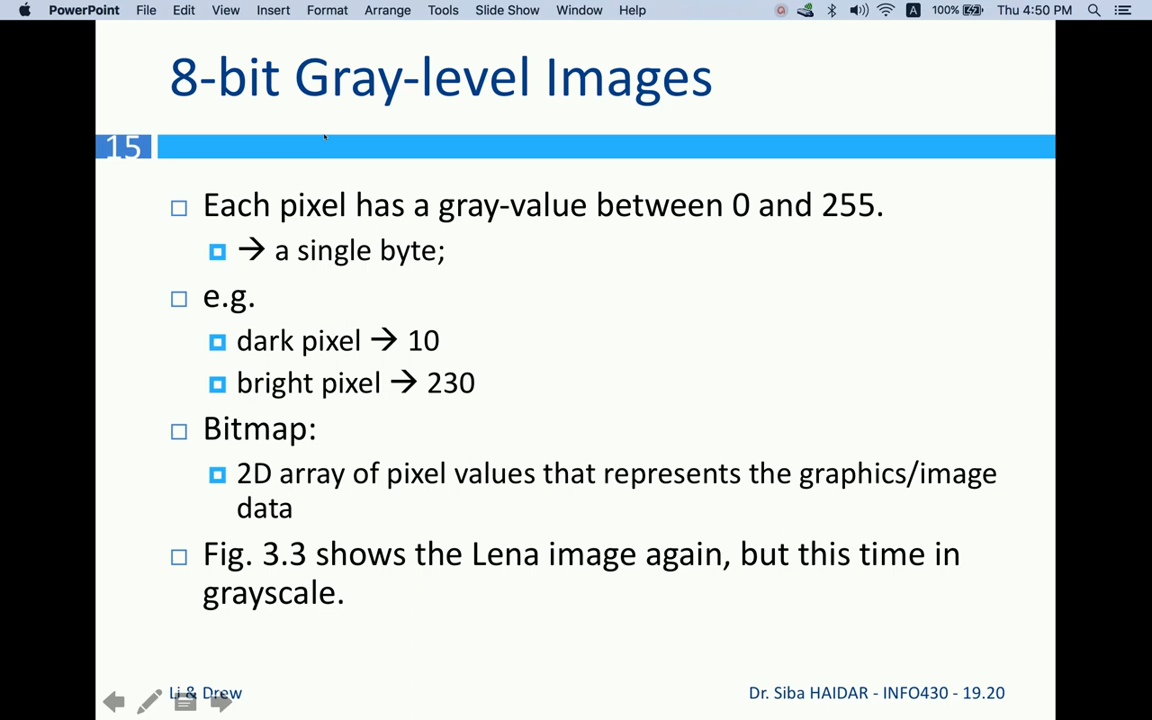 PowerPoint File Edit View Insert Format Arrange Tools Slide Show Window Help A 100% Thu 4:50 PM
8-bit Gray-level Images
15
Each pixel has a gray-value between 0 and 255.
→ a single byte;
e.g.
dark pixel → 10
bright pixel → 230
Bitmap:
2D array of pixel values that represents the graphics/image
data
Fig. 3.3 shows the Lena image again, but this time in
grayscale.
Li & Drew
Dr. Siba HAIDAR - INFO430 - 19.20